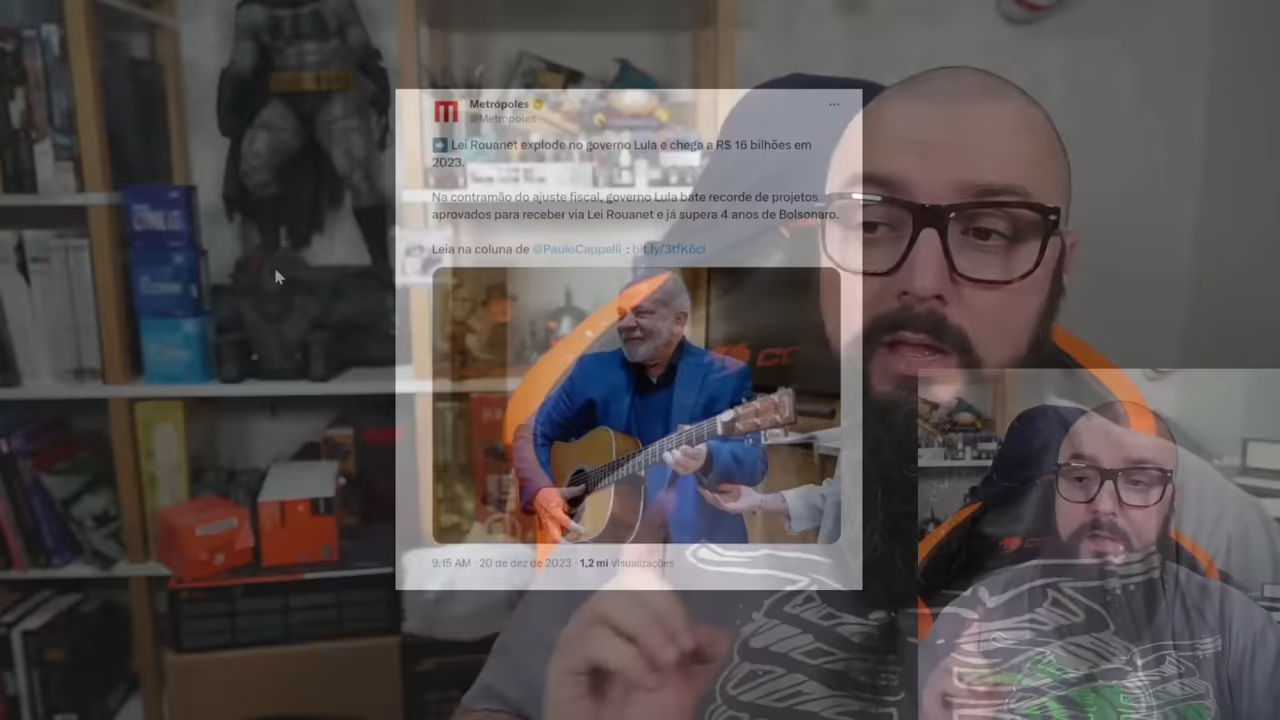 Metrópoles
@Metropoles
Lei Rouanet explode no governo Lula e chega a R$ 16 bilhões em
2023.
Na contramão do ajuste fiscal, governo Lula bate recorde de projetos
aprovados para receber via Lei Rouanet e já supera 4 anos de Bolsonaro.
Leia na coluna de @PauloCappelli : bit.ly/3tfK6cI
9:15 AM · 20 de dez de 2023 · 1,2 mi Visualizações